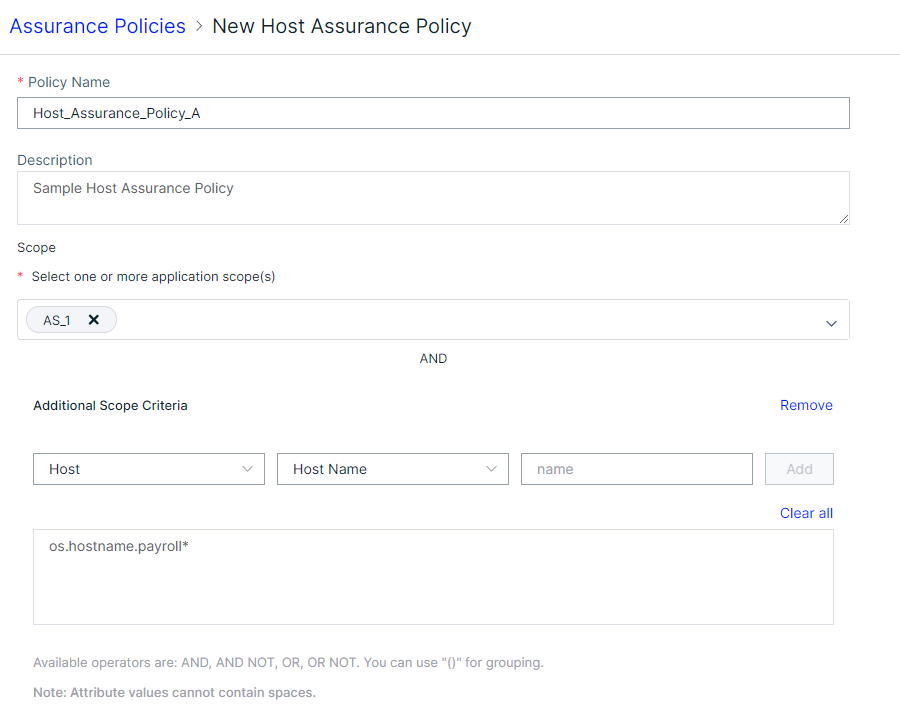 Assurance Policies > New Host Assurance Policy
* Policy Name
Host_Assurance_Policy_A
Description
Sample Host Assurance Policy
Scope
* Select one or more application scope(s)
AS_1 ✕
AND
Additional Scope Criteria Remove
Host Host Name name Add
Clear all
os.hostname.payroll*
Available operators are: AND, AND NOT, OR, OR NOT. You can use "()" for grouping.
Note: Attribute values cannot contain spaces.